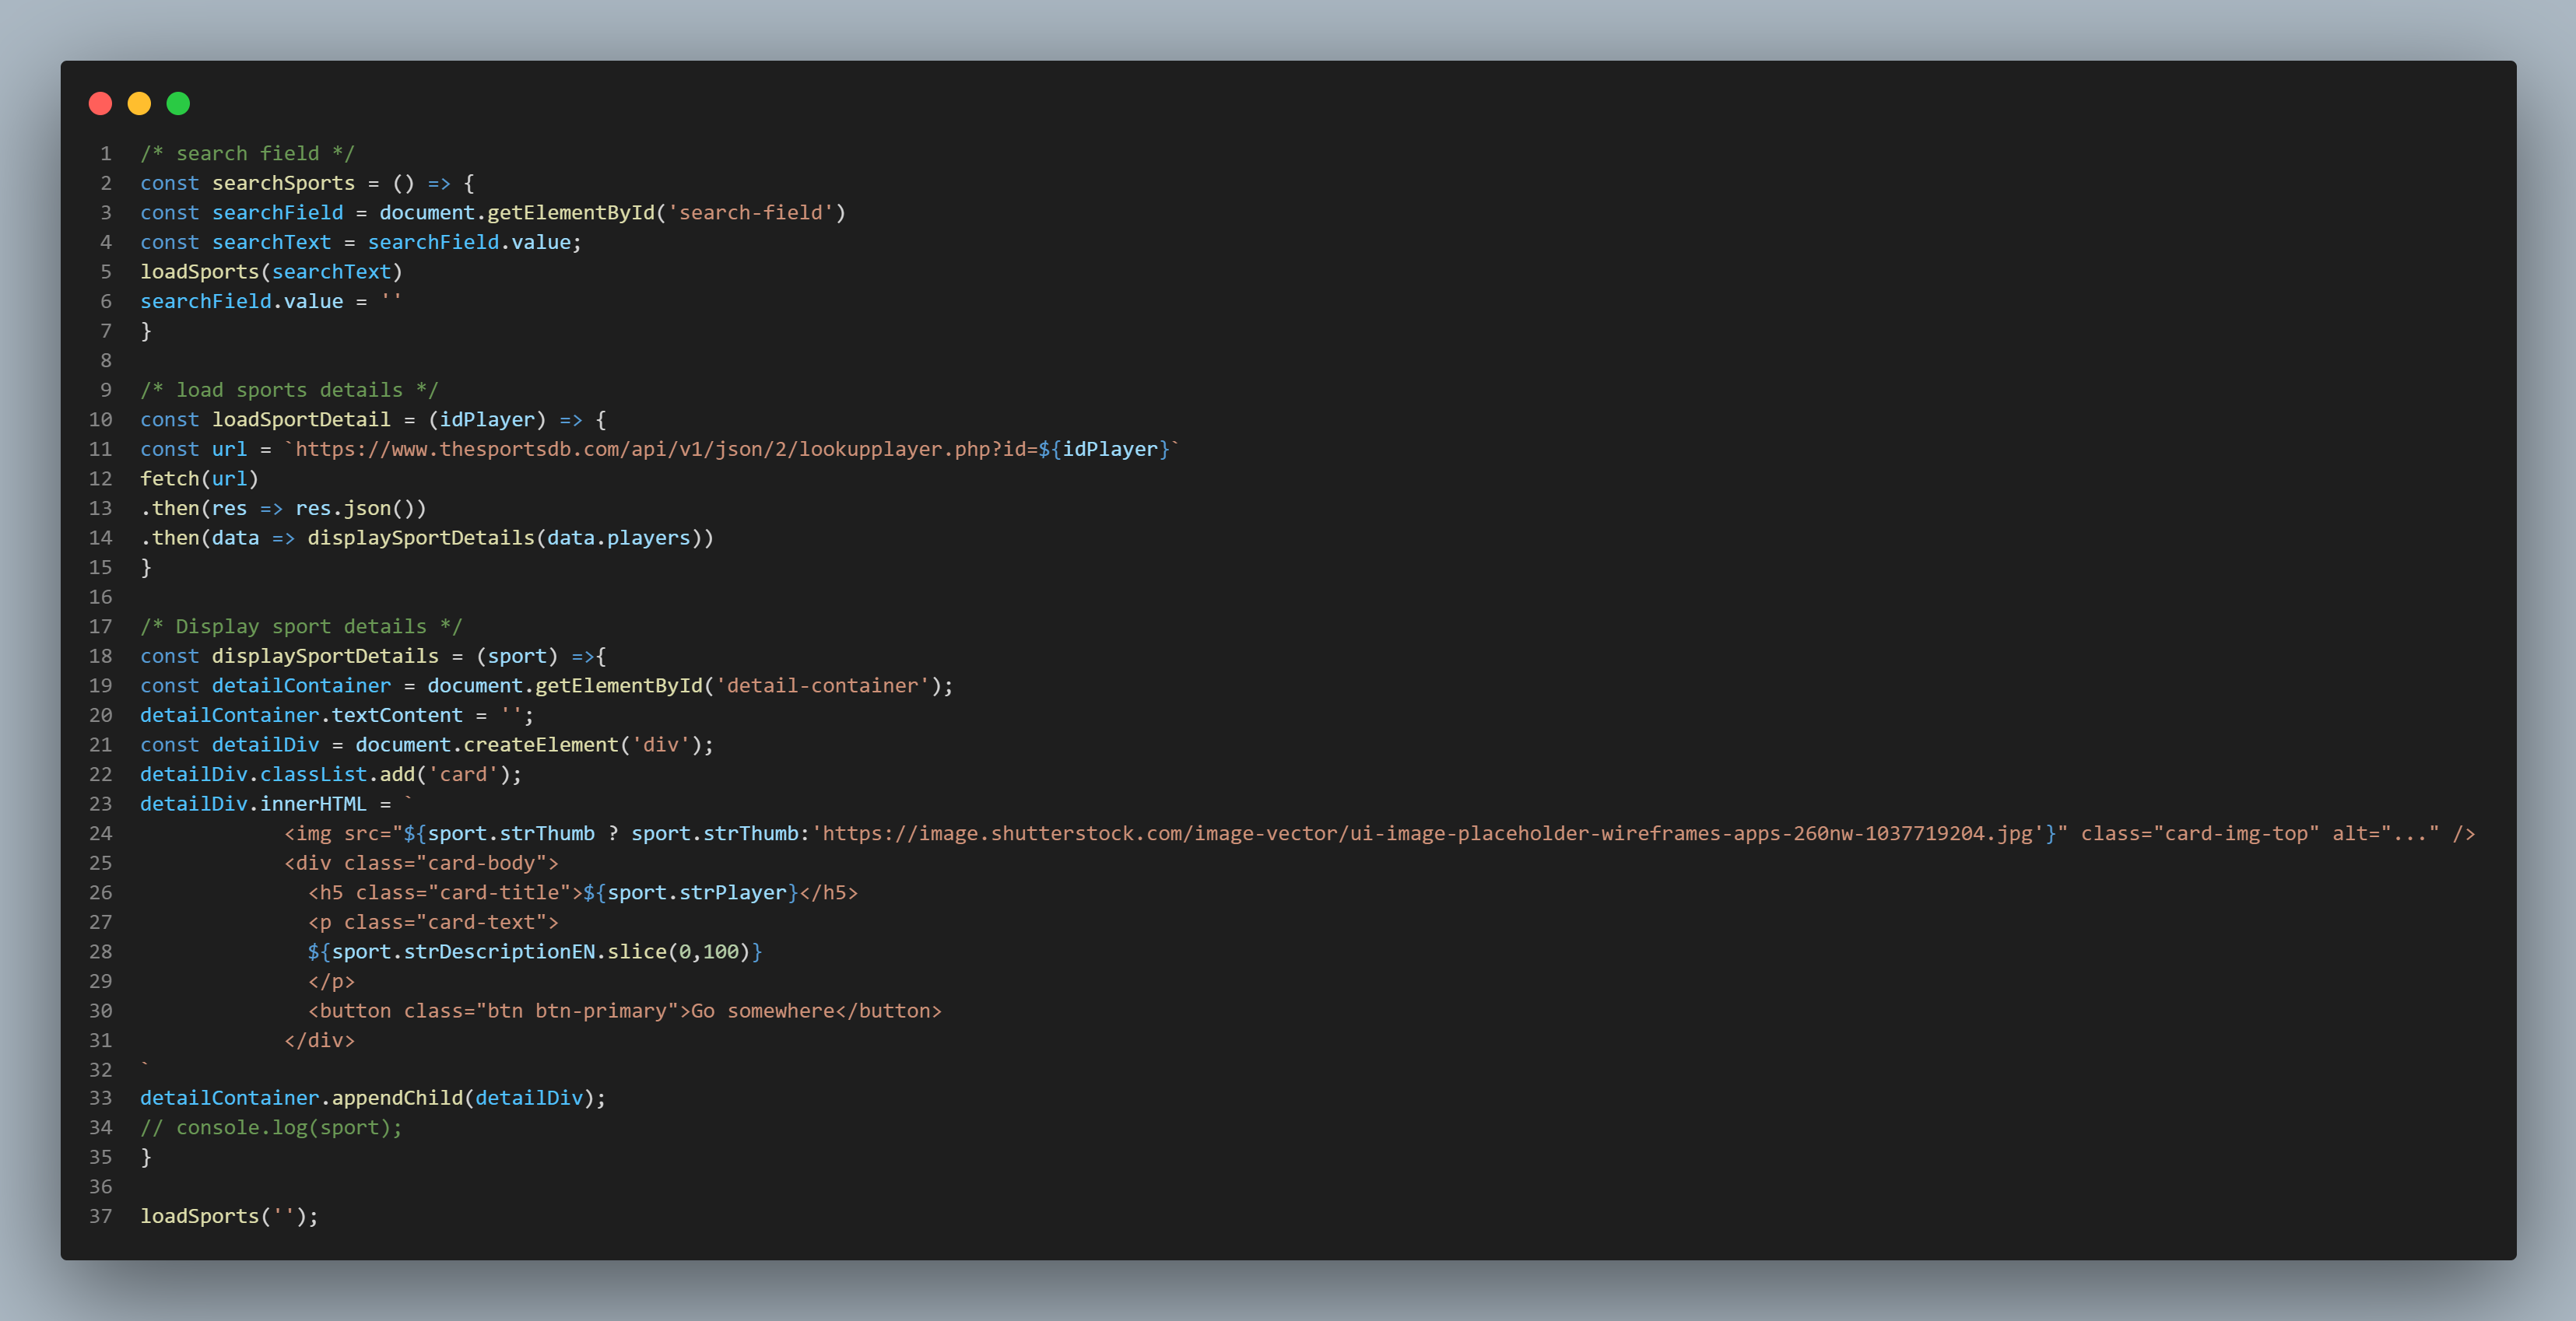 1 /* search field */
2 const searchSports = () => {
3 const searchField = document.getElementById('search-field')
4 const searchText = searchField.value;
5 loadSports(searchText)
6 searchField.value = ''
7 }
8
9 /* load sports details */
10 const loadSportDetail = (idPlayer) => {
11 const url = `https://www.thesportsdb.com/api/v1/json/2/lookupplayer.php?id=${idPlayer}`
12 fetch(url)
13 .then(res => res.json())
14 .then(data => displaySportDetails(data.players))
15 }
16
17 /* Display sport details */
18 const displaySportDetails = (sport) =>{
19 const detailContainer = document.getElementById('detail-container');
20 detailContainer.textContent = '';
21 const detailDiv = document.createElement('div');
22 detailDiv.classList.add('card');
23 detailDiv.innerHTML = `
24             <img src="${sport.strThumb ? sport.strThumb:'https://image.shutterstock.com/image-vector/ui-image-placeholder-wireframes-apps-260nw-1037719204.jpg'}" class="card-img-top" alt="..." />
25             <div class="card-body">
26               <h5 class="card-title">${sport.strPlayer}</h5>
27               <p class="card-text">
28               ${sport.strDescriptionEN.slice(0,100)}
29               </p>
30               <button class="btn btn-primary">Go somewhere</button>
31             </div>
32 `
33 detailContainer.appendChild(detailDiv);
34 // console.log(sport);
35 }
36
37 loadSports('');